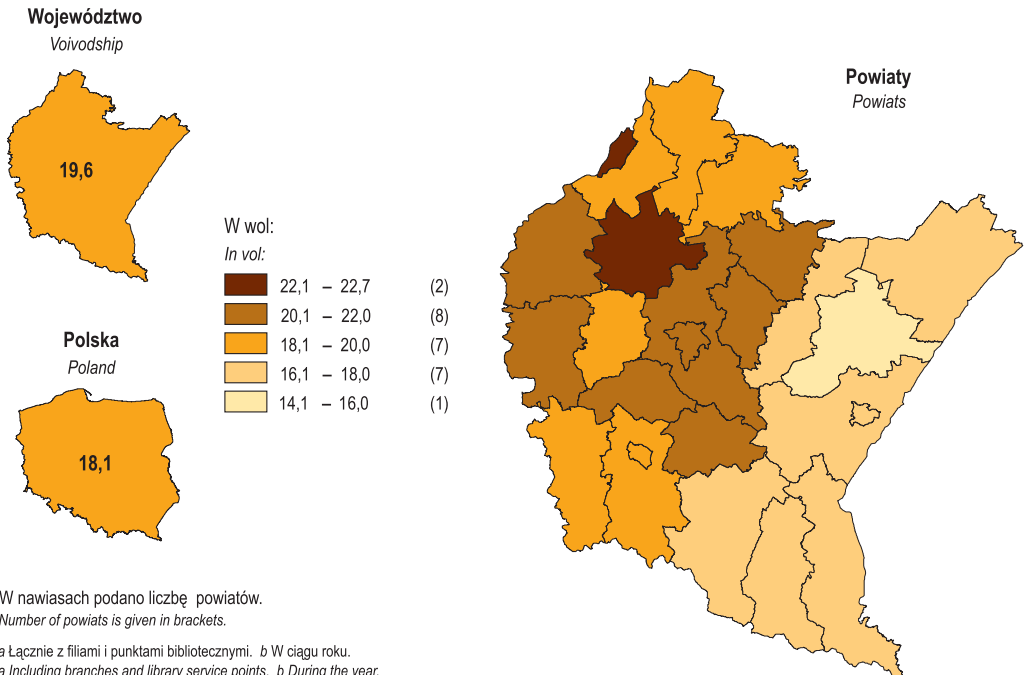 Województwo
Voivodship
19,6
Powiaty
Powiats
W wol:
In vol:
22,1 – 22,7 (2)
20,1 – 22,0 (8)
18,1 – 20,0 (7)
16,1 – 18,0 (7)
14,1 – 16,0 (1)
Polska
Poland
18,1
W nawiasach podano liczbę powiatów.
Number of powiats is given in brackets.
a Łącznie z filiami i punktami bibliotecznymi. b W ciągu roku.
a Including branches and library service points. b During the year.